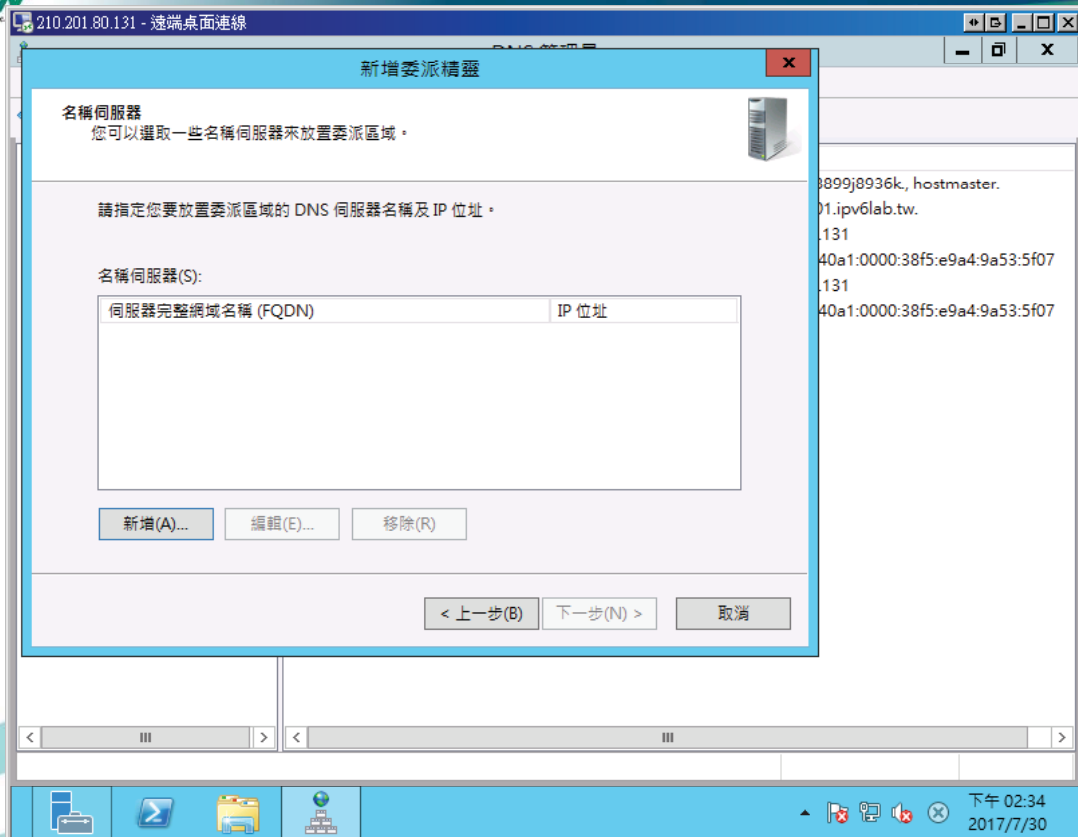 210.201.80.131 - 遠端桌面連線
新增委派精靈
名稱伺服器
您可以選取一些名稱伺服器來放置委派區域。
請指定您要放置委派區域的 DNS 伺服器名稱及 IP 位址。
名稱伺服器(S):
伺服器完整網域名稱 (FQDN) IP 位址
新增(A)... 編輯(E)... 移除(R)
< 上一步(B) 下一步(N) > 取消
3899j8936k., hostmaster.
01.ipv6lab.tw.
.131
40a1:0000:38f5:e9a4:9a53:5f07
.131
40a1:0000:38f5:e9a4:9a53:5f07
下午 02:34
2017/7/30